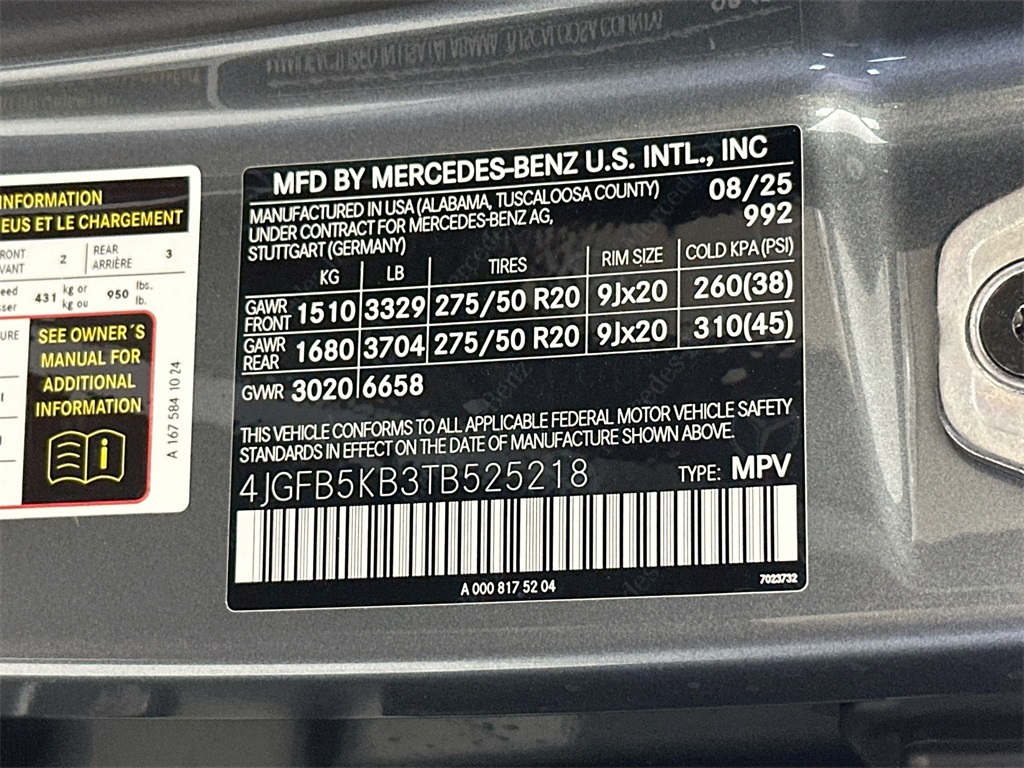 INFORMATION
EUS ET LE CHARGEMENT
RONT
VANT
2
REAR
ARRIÈRE
3
431 kg or
kg ou
950 lbs.
lb.
SEE OWNER´S
MANUAL FOR
ADDITIONAL
INFORMATION
A 167 584 10 24
MFD BY MERCEDES-BENZ U.S. INTL., INC
MANUFACTURED IN USA (ALABAMA, TUSCALOOSA COUNTY) 08/25
UNDER CONTRACT FOR MERCEDES-BENZ AG, 992
STUTTGART (GERMANY)
KG LB TIRES RIM SIZE COLD KPA (PSI)
GAWR
FRONT 1510 3329 275/50 R20 9Jx20 260(38)
GAWR
REAR 1680 3704 275/50 R20 9Jx20 310(45)
GVWR 3020 6658
THIS VEHICLE CONFORMS TO ALL APPLICABLE FEDERAL MOTOR VEHICLE SAFETY
STANDARDS IN EFFECT ON THE DATE OF MANUFACTURE SHOWN ABOVE.
4JGFB5KB3TB525218 TYPE: MPV
A 000 817 52 04
7023732